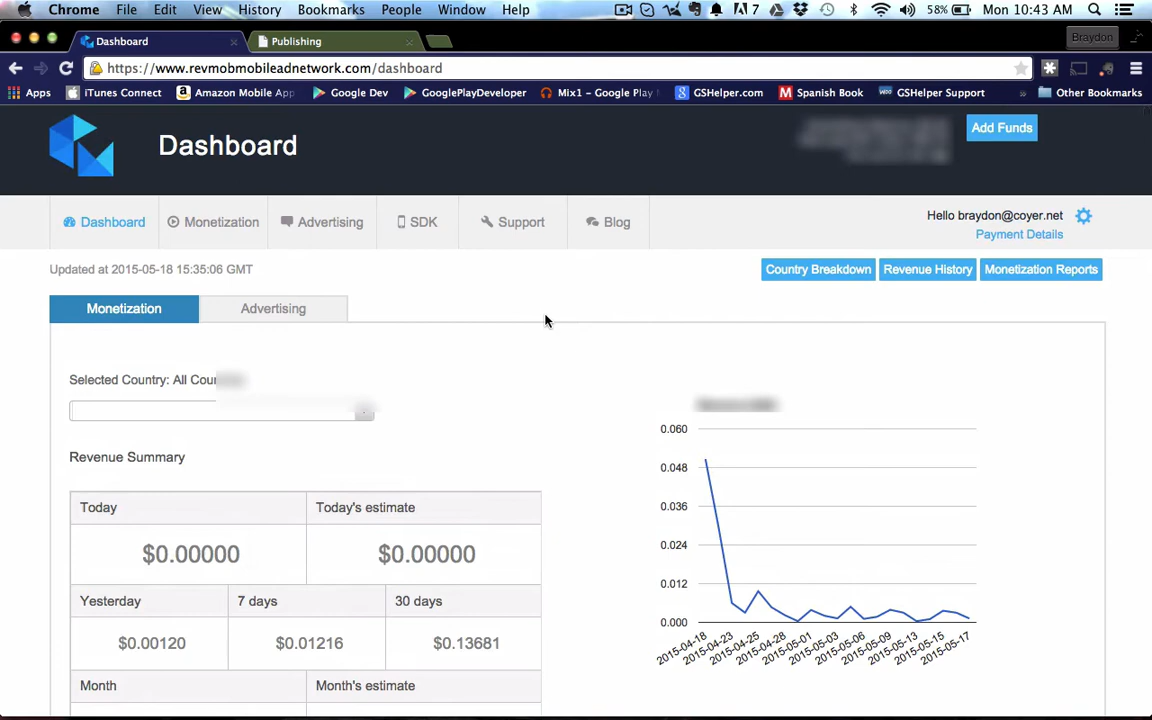 Chrome File Edit View History Bookmarks People Window Help 7 58% Mon 10:43 AM
Dashboard Publishing Braydon
https://www.revmobmobileadnetwork.com/dashboard
Apps iTunes Connect Amazon Mobile App Google Dev GooglePlayDeveloper Mix1 – Google Play GSHelper.com Spanish Book GSHelper Support » Other Bookmarks
Dashboard
Add Funds
Dashboard Monetization Advertising SDK Support Blog
Hello braydon@coyer.net
Payment Details
Updated at 2015-05-18 15:35:06 GMT
Country Breakdown Revenue History Monetization Reports
Monetization Advertising
Selected Country: All
Revenue Summary
Today Today's estimate
$0.00000 $0.00000
Yesterday 7 days 30 days
$0.00120 $0.01216 $0.13681
Month Month's estimate
0.060
0.048
0.036
0.024
0.012
0.000
2015-04-18 2015-04-23 2015-04-25 2015-04-28 2015-05-01 2015-05-03 2015-05-06 2015-05-09 2015-05-13 2015-05-15 2015-05-17